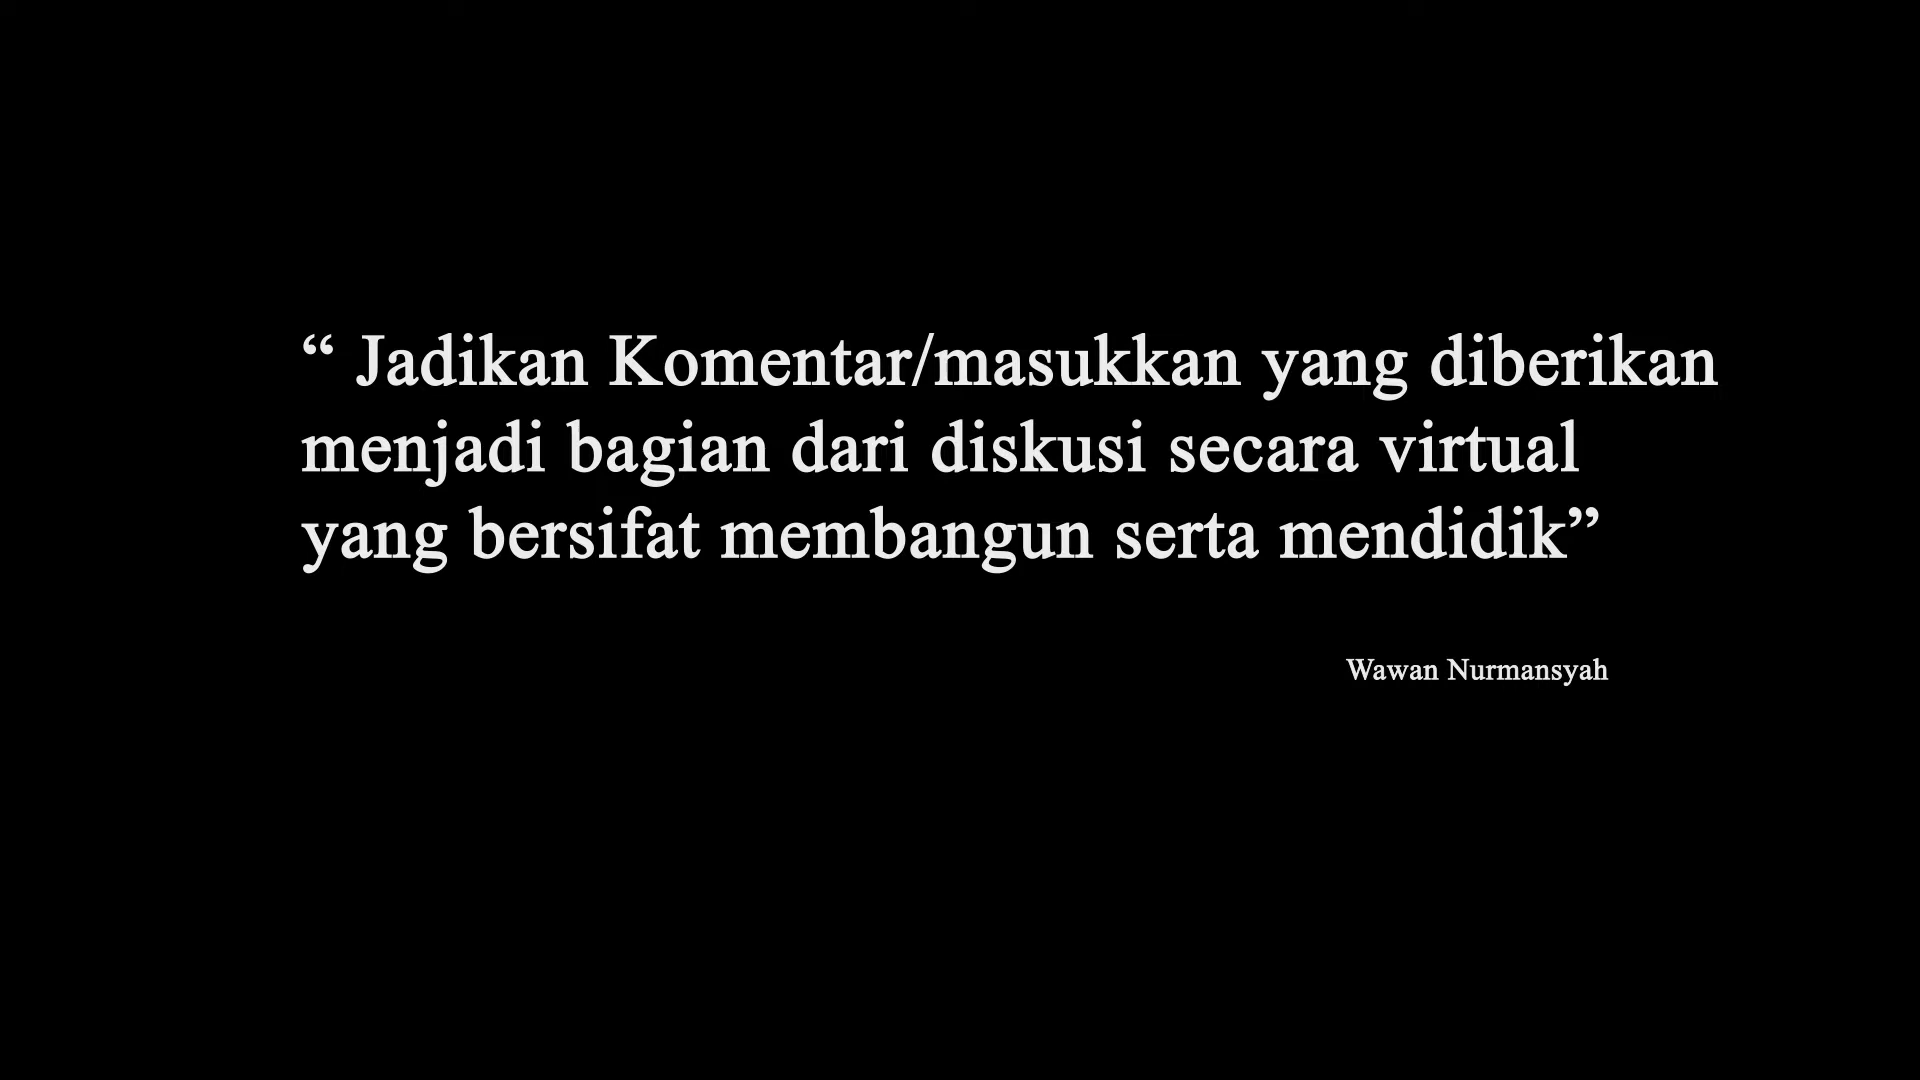 “ Jadikan Komentar/masukkan yang diberikan
menjadi bagian dari diskusi secara virtual
yang bersifat membangun serta mendidik”
Wawan Nurmansyah